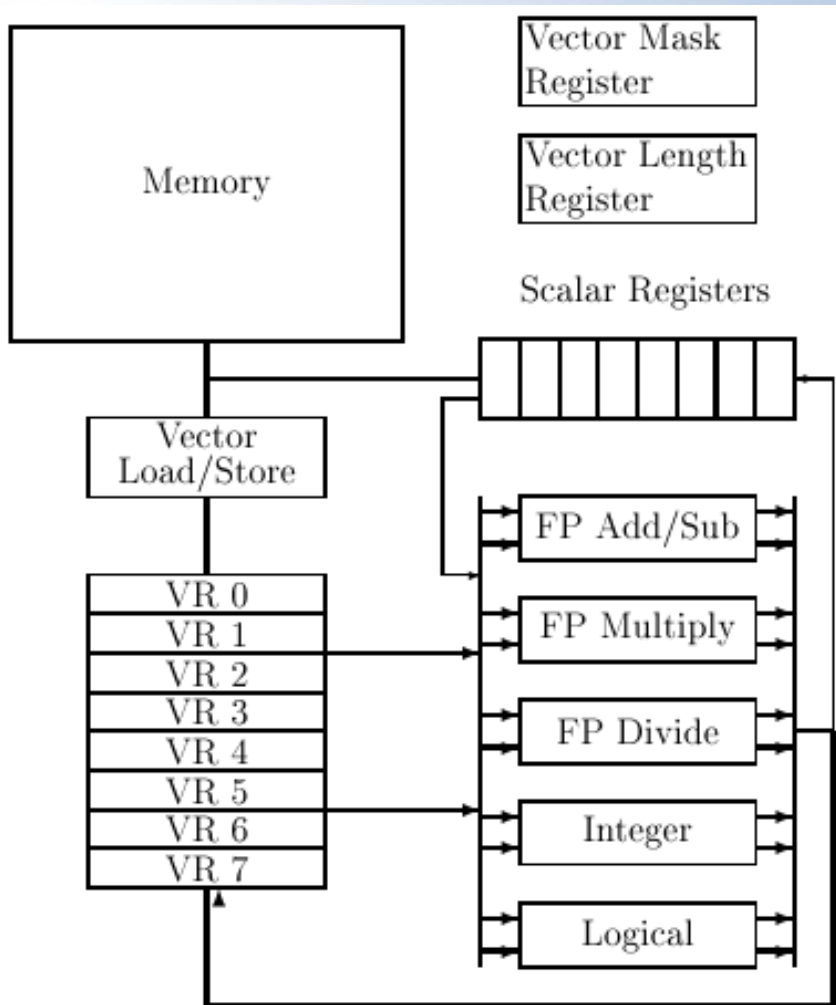 Memory
Vector Mask
Register
Vector Length
Register
Scalar Registers
Vector
Load/Store
VR 0
VR 1
VR 2
VR 3
VR 4
VR 5
VR 6
VR 7
FP Add/Sub
FP Multiply
FP Divide
Integer
Logical